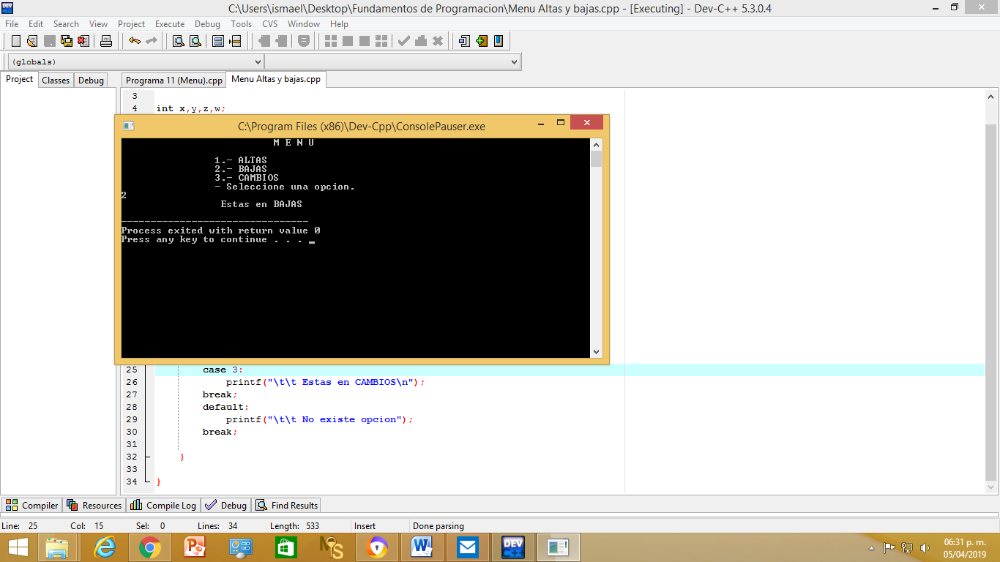 C:\Users\ismael\Desktop\Fundamentos de Programacion\Menu Altas y bajas.cpp - [Executing] - Dev-C++ 5.3.0.4
File Edit Search View Project Execute Debug Tools CVS Window Help
(globals)
Project Classes Debug
Programa 11 (Menu).cpp Menu Altas y bajas.cpp
3
4 int x,y,z,w;
C:\Program Files (x86)\Dev-Cpp\ConsolePauser.exe
M E N U
1.- ALTAS
2.- BAJAS
3.- CAMBIOS
- Seleccione una opcion.
2
Estas en BAJAS
--------------------------------
Process exited with return value 0
Press any key to continue . . . _
25 case 3:
26 printf("\t\t Estas en CAMBIOS\n");
27 break;
28 default:
29 printf("\t\t No existe opcion");
30 break;
31
32 }
33
34 }
Compiler Resources Compile Log Debug Find Results
Line: 25 Col: 15 Sel: 0 Lines: 34 Length: 533 Insert Done parsing
DEV C++
06:31 p. m.
05/04/2019